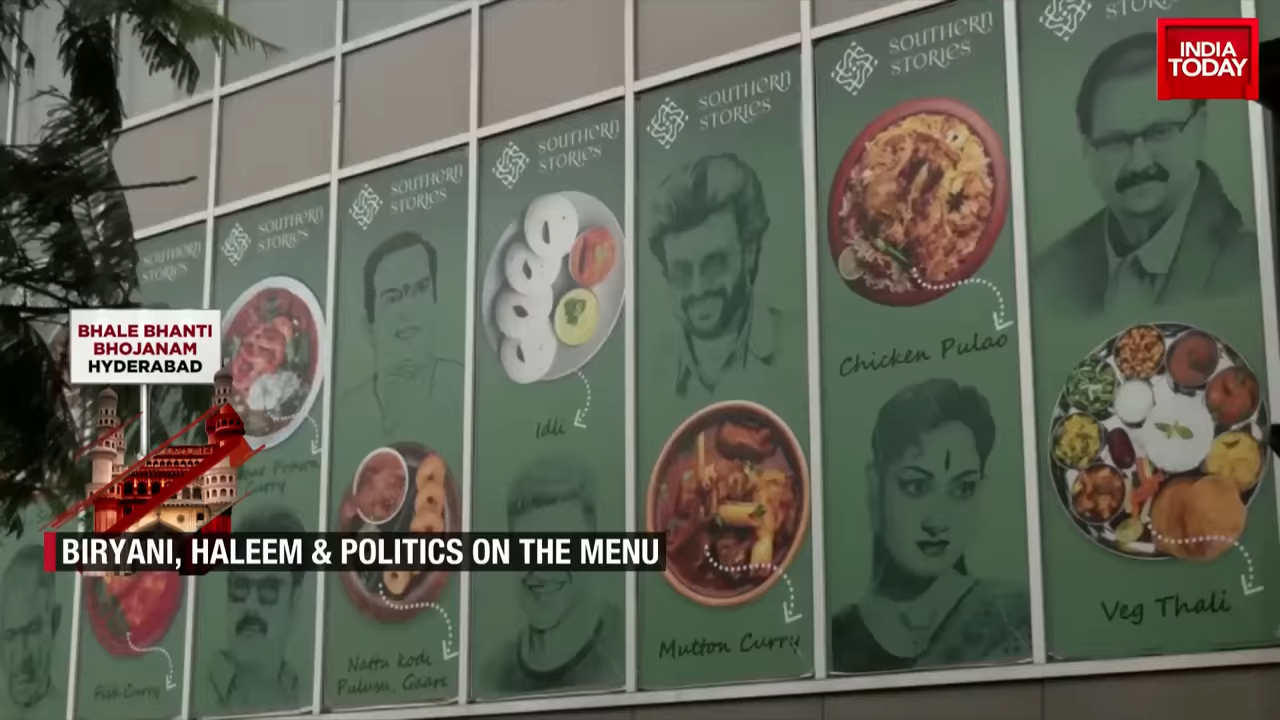 INDIA
TODAY
SOUTHERN
STORIES
SOUTHERN
STORIES
SOUTHERN
STORIES
SOUTHERN
STORIES
SOUTHERN
STORIES
SOUTHERN
STORIES
SOUTHERN
STORIES
BHALE BHANTI
BHOJANAM
HYDERABAD
Chicken Pulao
Idli
Curry
BIRYANI, HALEEM & POLITICS ON THE MENU
Veg Thali
Mutton Curry
Nattu kodi
Pulusu, Gaare
Fish Curry